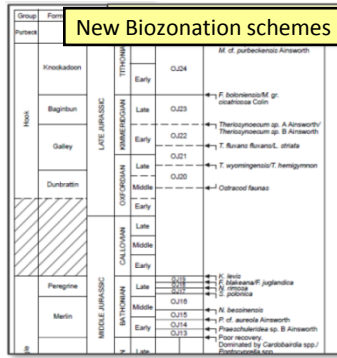 New Biozonation schemes
Group
Purbeck
Hook
Knockadoon
Baginbun
Galley
Dunbrattin
Peregrine
Merlin
LATE JURASSIC
MIDDLE JURASSIC
KIMMERIDGIAN
OXFORDIAN
CALLOVIAN
BATHONIAN
Early
Late
Early
Late
Middle
Early
Late
Middle
Early
Late
Middle
Early
Late
OJ24
OJ23
OJ22
OJ21
OJ20
OJ16
OJ15
OJ14
OJ13
M. cf. purbeckensis Ainsworth
F. boloniensis/M. gr.
cicatricosa Colin
Theriosynoecum sp. A Ainsworth/
Theriosynoecum sp. B Ainsworth
T. fluxans fluxans/L. striata
T. wyomingensis/T. hemigymnon
Ostracod faunas
K. levis
F. blakeana/F. juglandica
N. rimosa
S. polonica
N. bessinensis
P. cf. aureola Ainsworth
Praeschuleridea sp. B Ainsworth
Poor recovery.
Dominated by Cardobairdia spp./